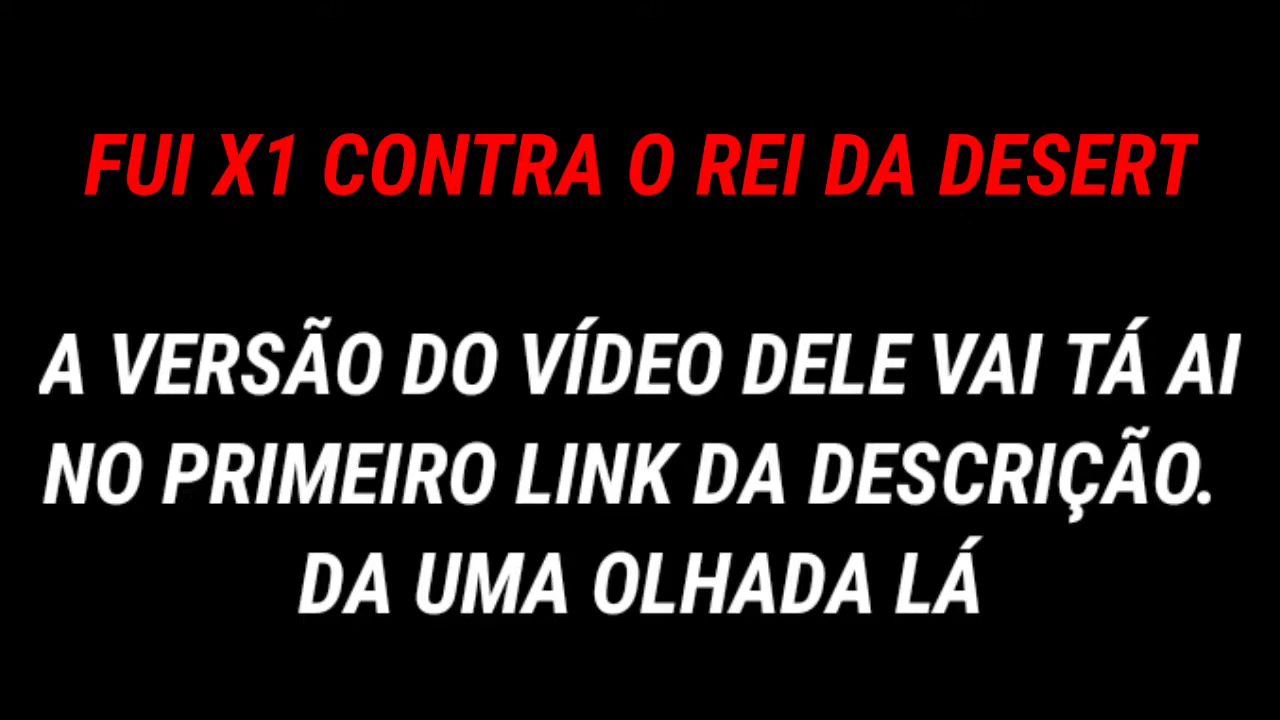 FUI X1 CONTRA O REI DA DESERT
A VERSÃO DO VÍDEO DELE VAI TÁ AI
NO PRIMEIRO LINK DA DESCRIÇÃO.
DA UMA OLHADA LÁ